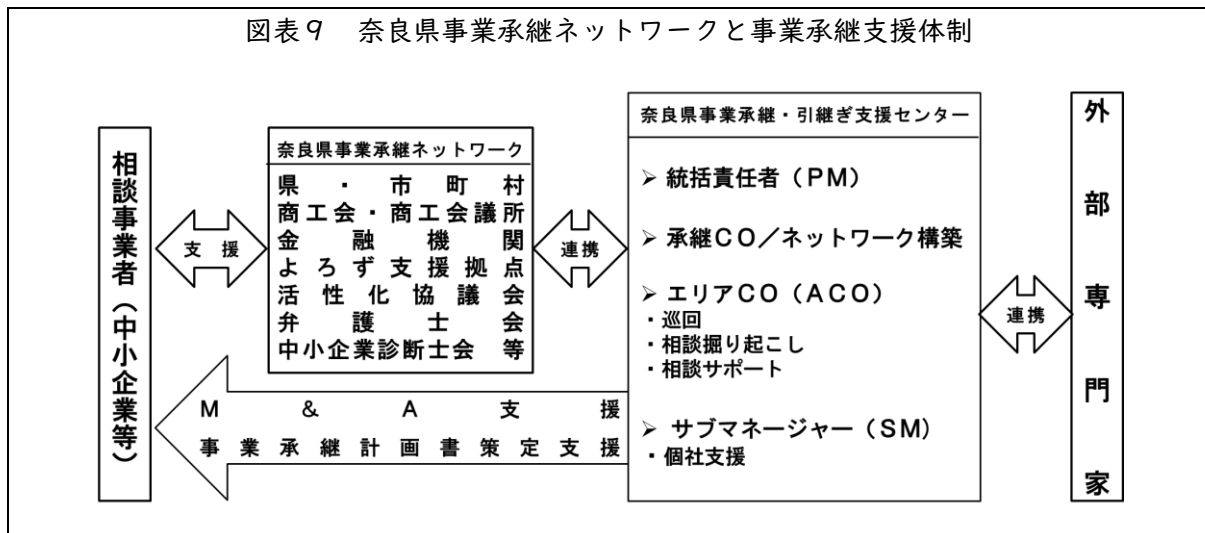 図表9 奈良県事業承継ネットワークと事業承継支援体制
相談事業者(中小企業等)
支援
奈良県事業承継ネットワーク
県・市町村
商工会・商工会議所
金融機関
よろず支援拠点
活性化協議会
弁護士会
中小企業診断士会 等
連携
M&A支援
事業承継計画書策定支援
奈良県事業承継・引継ぎ支援センター
➢ 統括責任者(PM)
➢ 承継CO/ネットワーク構築
➢ エリアCO(ACO)
・巡回
・相談掘り起こし
・相談サポート
➢ サブマネージャー(SM)
・個社支援
連携
外部専門家